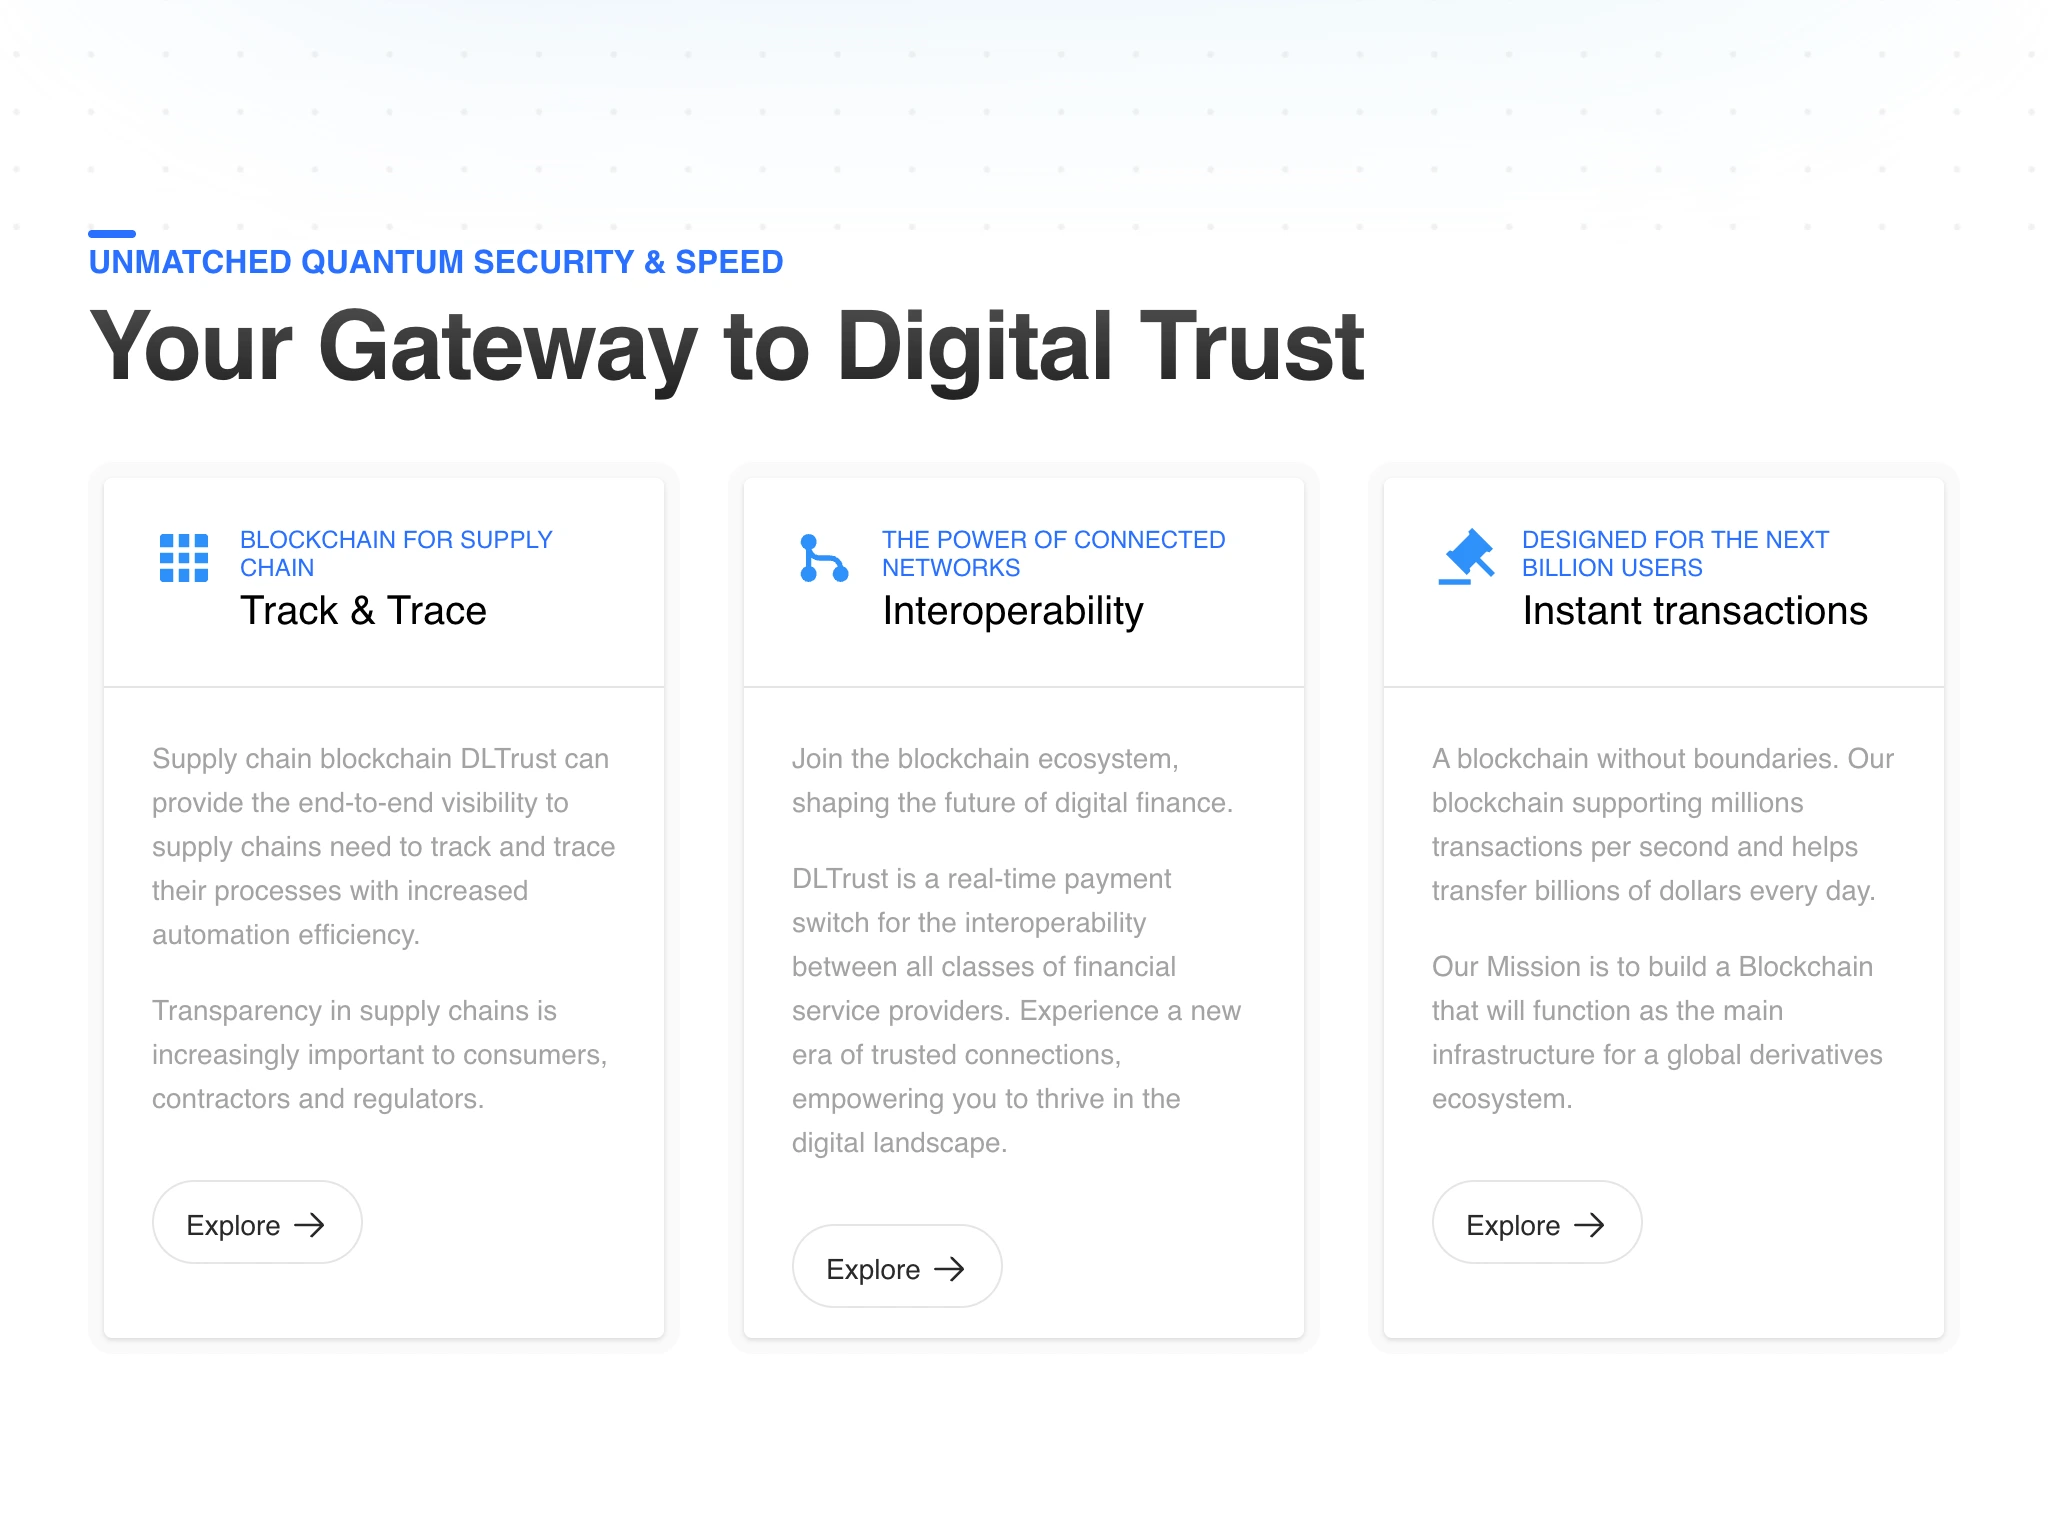 UNMATCHED QUANTUM SECURITY & SPEED
Your Gateway to Digital Trust
BLOCKCHAIN FOR SUPPLY
CHAIN
Track & Trace
Supply chain blockchain DLTrust can
provide the end-to-end visibility to
supply chains need to track and trace
their processes with increased
automation efficiency.
Transparency in supply chains is
increasingly important to consumers,
contractors and regulators.
Explore →
THE POWER OF CONNECTED
NETWORKS
Interoperability
Join the blockchain ecosystem,
shaping the future of digital finance.
DLTrust is a real-time payment
switch for the interoperability
between all classes of financial
service providers. Experience a new
era of trusted connections,
empowering you to thrive in the
digital landscape.
Explore →
DESIGNED FOR THE NEXT
BILLION USERS
Instant transactions
A blockchain without boundaries. Our
blockchain supporting millions
transactions per second and helps
transfer billions of dollars every day.
Our Mission is to build a Blockchain
that will function as the main
infrastructure for a global derivatives
ecosystem.
Explore →